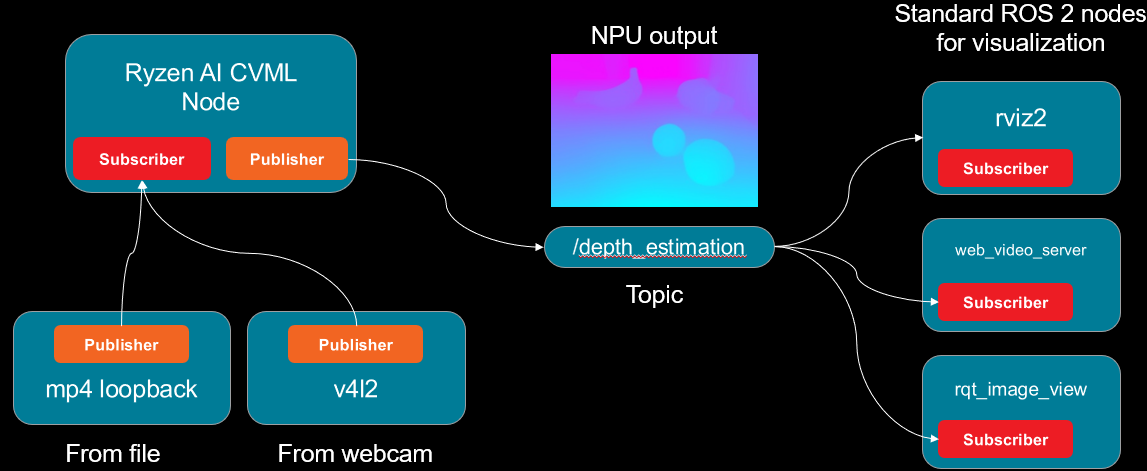 Ryzen AI CVML
Node
Subscriber
Publisher
Publisher
mp4 loopback
From file
Publisher
v4l2
From webcam
NPU output
/depth_estimation
Topic
Standard ROS 2 nodes
for visualization
rviz2
Subscriber
web_video_server
Subscriber
rqt_image_view
Subscriber